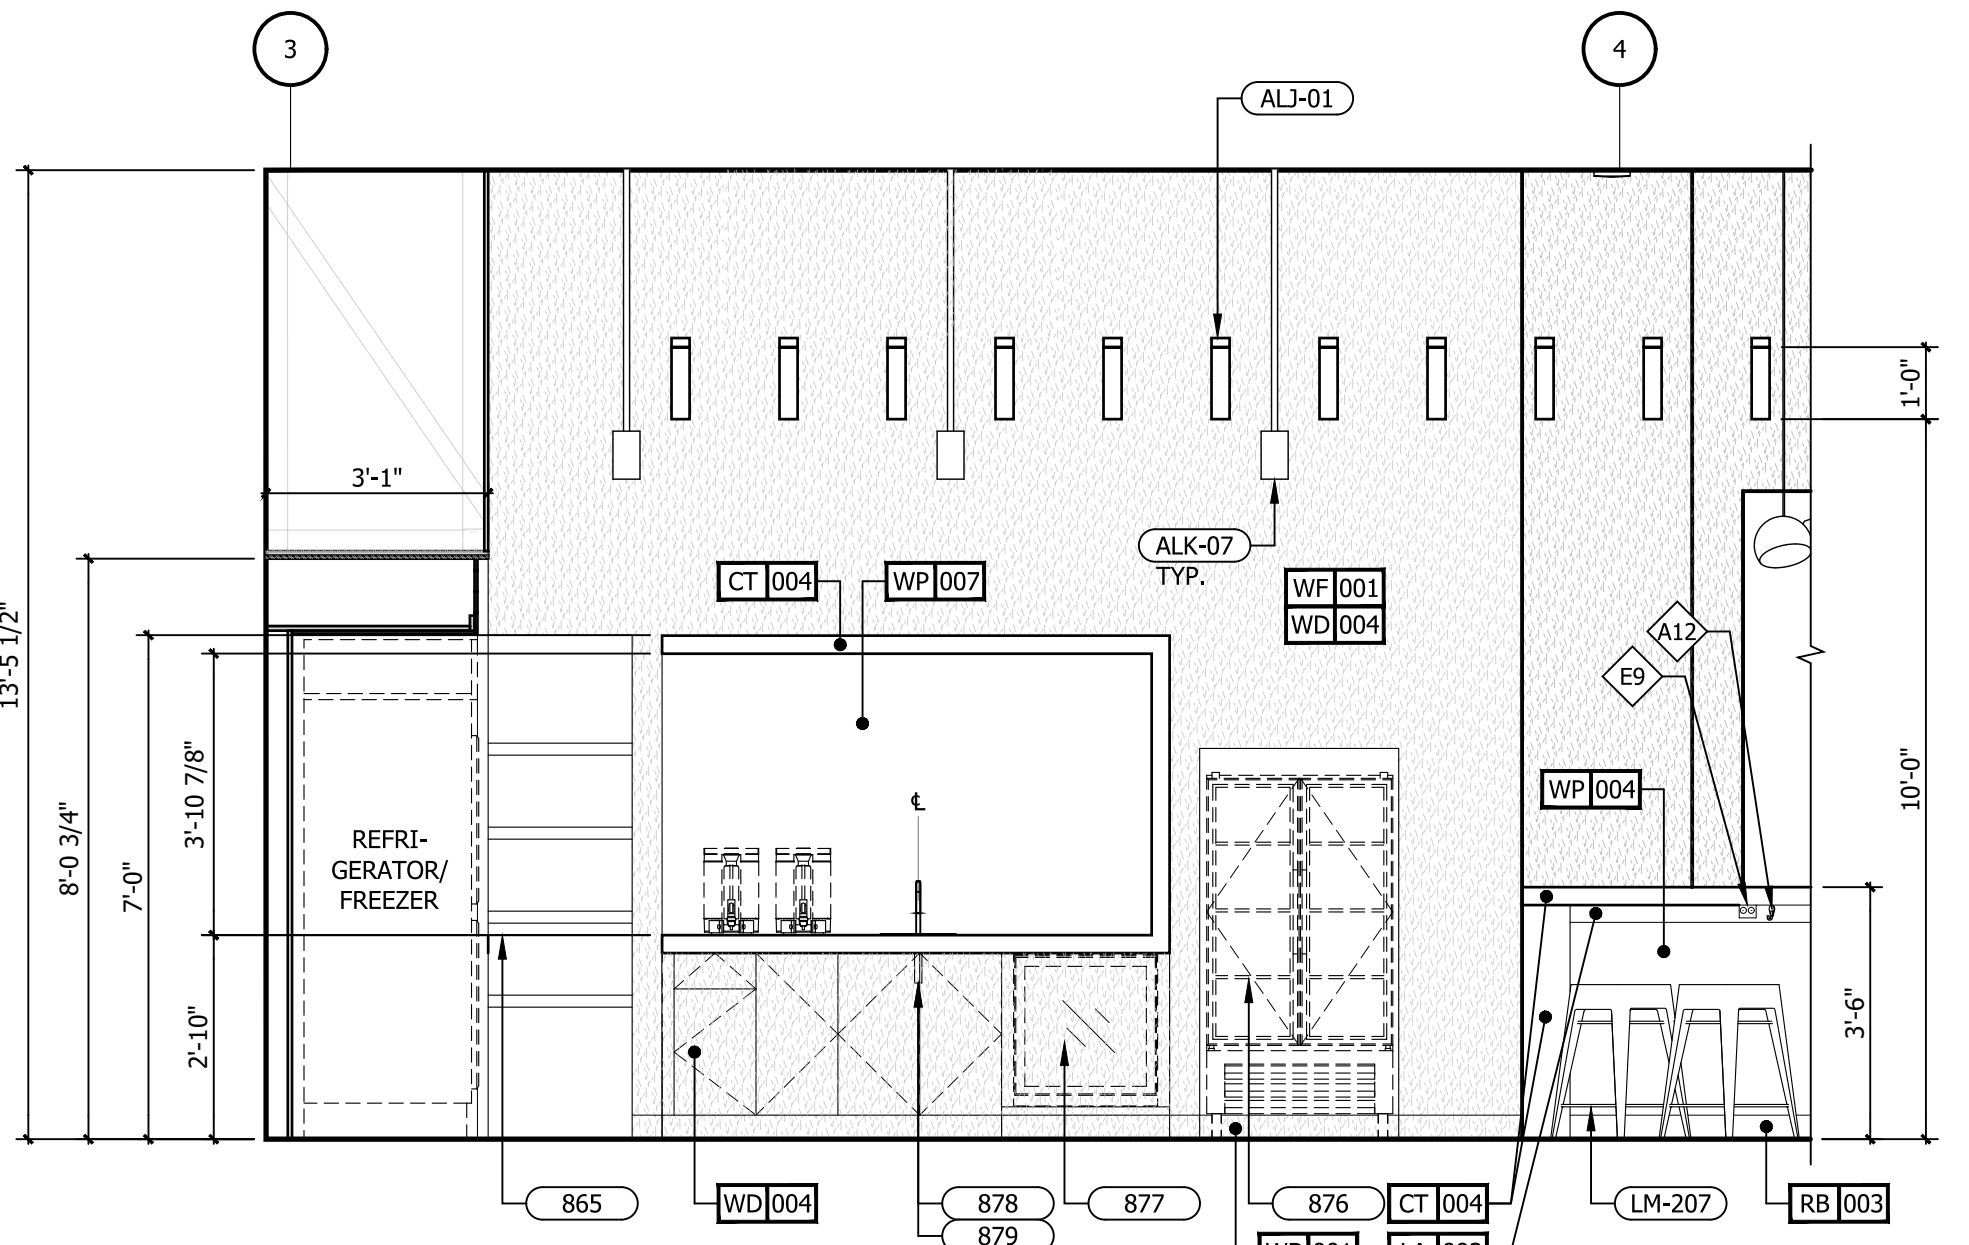 3
4
ALJ-01
3'-1"
1'-0"
ALK-07
TYP.
CT 004
WP 007
WF 001
WD 004
A12
E9
13'-5 1/2"
8'-0 3/4"
7'-0"
3'-10 7/8"
2'-10"
REFRI-
GERATOR/
FREEZER
℄
WP 004
10'-0"
3'-6"
865
WD 004
878
879
877
876
CT 004
LM-207
RB 003